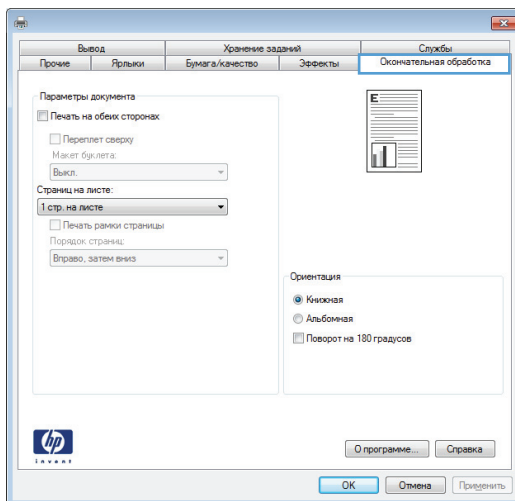 Вывод Хранение заданий Службы
Прочие Ярлыки Бумага/качество Эффекты Окончательная обработка
Параметры документа
Печать на обеих сторонах
Переплет сверху
Макет буклета:
Выкл.
Страниц на листе:
1 стр. на листе
Печать рамки страницы
Порядок страниц:
Вправо, затем вниз
E
Ориентация
Книжная
Альбомная
Поворот на 180 градусов
hp
invent
О программе... Справка
OK Отмена Применить